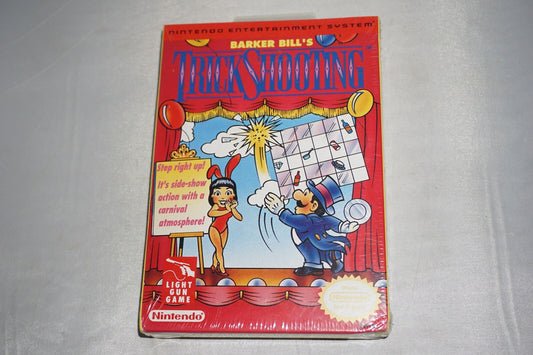 NINTENDO ENTERTAINMENT SYSTEM
BARKER BILL'S
TRICK SHOOTING
Step right up!
It's side-show
action with a
carnival
atmosphere!
LIGHT
GUN
GAME
Nintendo